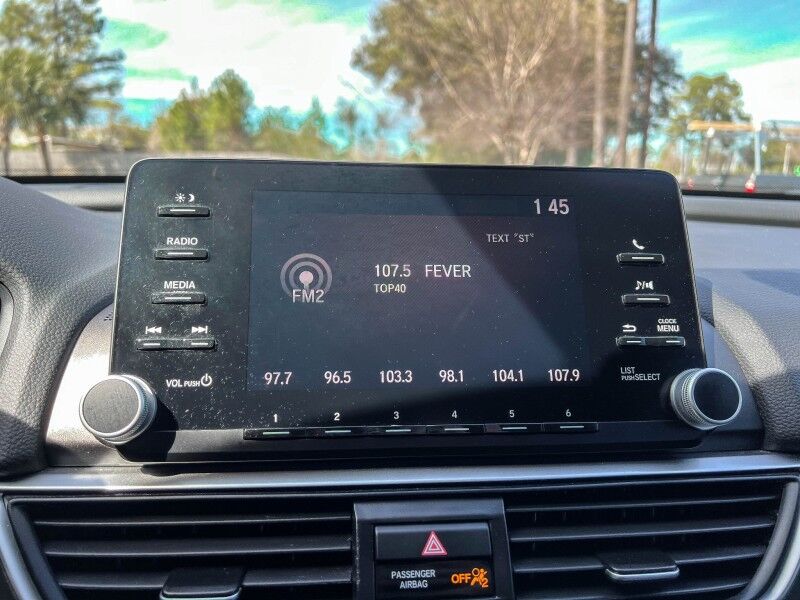 1 45
RADIO
TEXT "ST"
107.5 FEVER
FM2
TOP40
MEDIA
CLOCK
MENU
97.7 96.5 103.3 98.1 104.1 107.9
VOL PUSH
LIST
PUSH SELECT
1 2 3 4 5 6
PASSENGER
AIRBAG
OFF
2